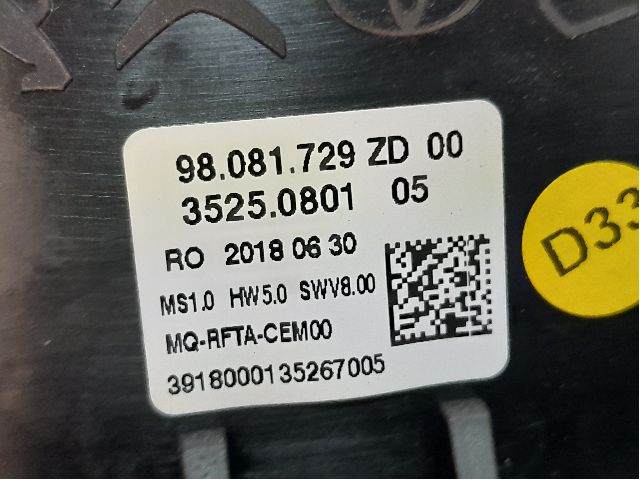 98.081.729 ZD 00
3525.0801 05
RO 2018 06 30
MS1.0 HW5.0 SWV8.00
MQ-RFTA-CEM00
3918000135267005
D33